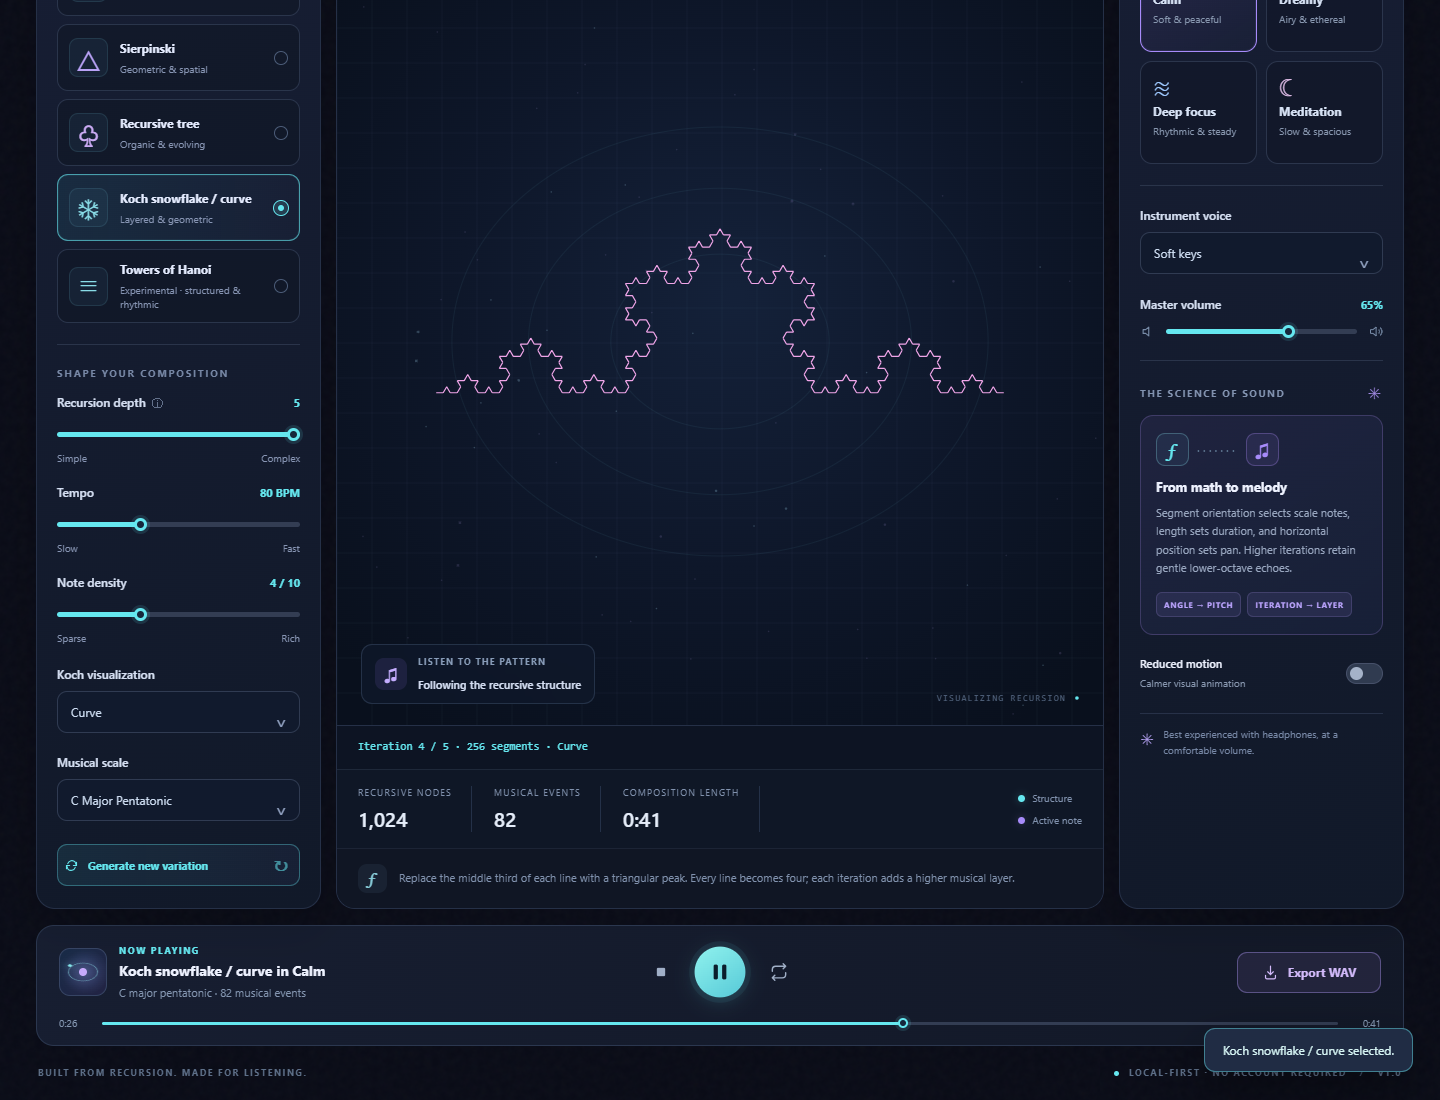 Sierpinski
Geometric & spatial
Recursive tree
Organic & evolving
Koch snowflake / curve
Layered & geometric
Towers of Hanoi
Experimental · structured &
rhythmic
SHAPE YOUR COMPOSITION
Recursion depth ⓘ
5
Simple
Complex
Tempo
80 BPM
Slow
Fast
Note density
4 / 10
Sparse
Rich
Koch visualization
Curve
Musical scale
C Major Pentatonic
Generate new variation
LISTEN TO THE PATTERN
Following the recursive structure
VISUALIZING RECURSION
Iteration 4 / 5 · 256 segments · Curve
RECURSIVE NODES
1,024
MUSICAL EVENTS
82
COMPOSITION LENGTH
0:41
Structure
Active note
Replace the middle third of each line with a triangular peak. Every line becomes four; each iteration adds a higher musical layer.
Calm
Soft & peaceful
Dreamy
Airy & ethereal
Deep focus
Rhythmic & steady
Meditation
Slow & spacious
Instrument voice
Soft keys
Master volume
65%
THE SCIENCE OF SOUND
From math to melody
Segment orientation selects scale notes,
length sets duration, and horizontal
position sets pan. Higher iterations retain
gentle lower-octave echoes.
ANGLE → PITCH
ITERATION → LAYER
Reduced motion
Calmer visual animation
Best experienced with headphones, at a
comfortable volume.
NOW PLAYING
Koch snowflake / curve in Calm
C major pentatonic · 82 musical events
Export WAV
0:26
0:41
Koch snowflake / curve selected.
BUILT FROM RECURSION. MADE FOR LISTENING.
LOCAL-FIRST · NO ACCOUNT REQUIRED / V1.0